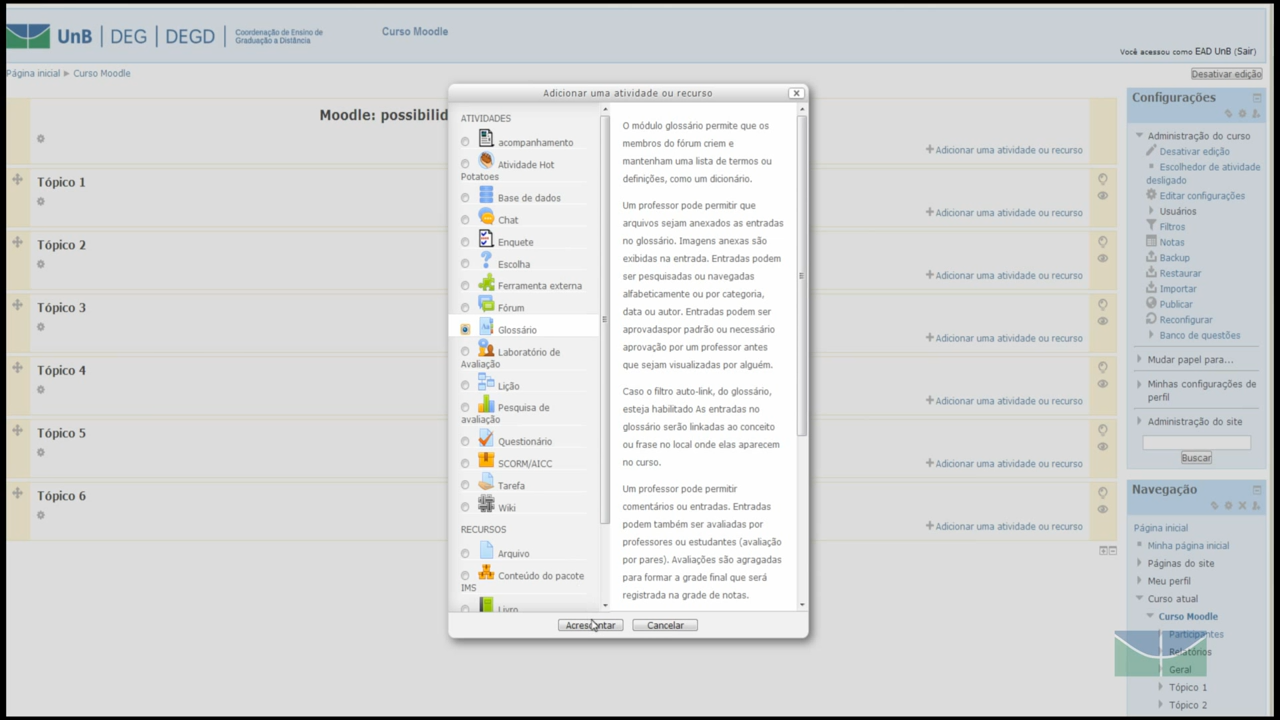 UnB | DEG | DEGD
Coordenação de Ensino de
Graduação a Distância
Curso Moodle
Você acessou como EAD UnB (Sair)
Página inicial ► Curso Moodle
Desativar edição
Moodle: possibilid
Adicionar uma atividade ou recurso
Tópico 1
Adicionar uma atividade ou recurso
Tópico 2
Adicionar uma atividade ou recurso
Tópico 3
Adicionar uma atividade ou recurso
Tópico 4
Adicionar uma atividade ou recurso
Tópico 5
Adicionar uma atividade ou recurso
Tópico 6
Adicionar uma atividade ou recurso
Adicionar uma atividade ou recurso
ATIVIDADES
acompanhamento
Atividade Hot
Potatoes
Base de dados
Chat
Enquete
Escolha
Ferramenta externa
Fórum
Glossário
Laboratório de
Avaliação
Lição
Pesquisa de
avaliação
Questionário
SCORM/AICC
Tarefa
Wiki
RECURSOS
Arquivo
Conteúdo do pacote
IMS
Livro
O módulo glossário permite que os
membros do fórum criem e
mantenham uma lista de termos ou
definições, como um dicionário.
Um professor pode permitir que
arquivos sejam anexados as entradas
no glossário. Imagens anexas são
exibidas na entrada. Entradas podem
ser pesquisadas ou navegadas
alfabeticamente ou por categoria,
data ou autor. Entradas podem ser
aprovadaspor padrão ou necessário
aprovação por um professor antes
que sejam visualizadas por alguém.
Caso o filtro auto-link, do glossário,
esteja habilitado As entradas no
glossário serão linkadas ao conceito
ou frase no local onde elas aparecem
no curso.
Um professor pode permitir
comentários ou entradas. Entradas
podem também ser avaliadas por
professores ou estudantes (avaliação
por pares). Avaliações são agragadas
para formar a grade final que será
registrada na grade de notas.
Acrescentar
Cancelar
Configurações
Administração do curso
Desativar edição
Escolhedor de atividade
desligado
Editar configurações
Usuários
Filtros
Notas
Backup
Restaurar
Importar
Publicar
Reconfigurar
Banco de questões
Mudar papel para...
Minhas configurações de
perfil
Administração do site
Buscar
Navegação
Página inicial
Minha página inicial
Páginas do site
Meu perfil
Curso atual
Curso Moodle
Participantes
Relatórios
Geral
Tópico 1
Tópico 2